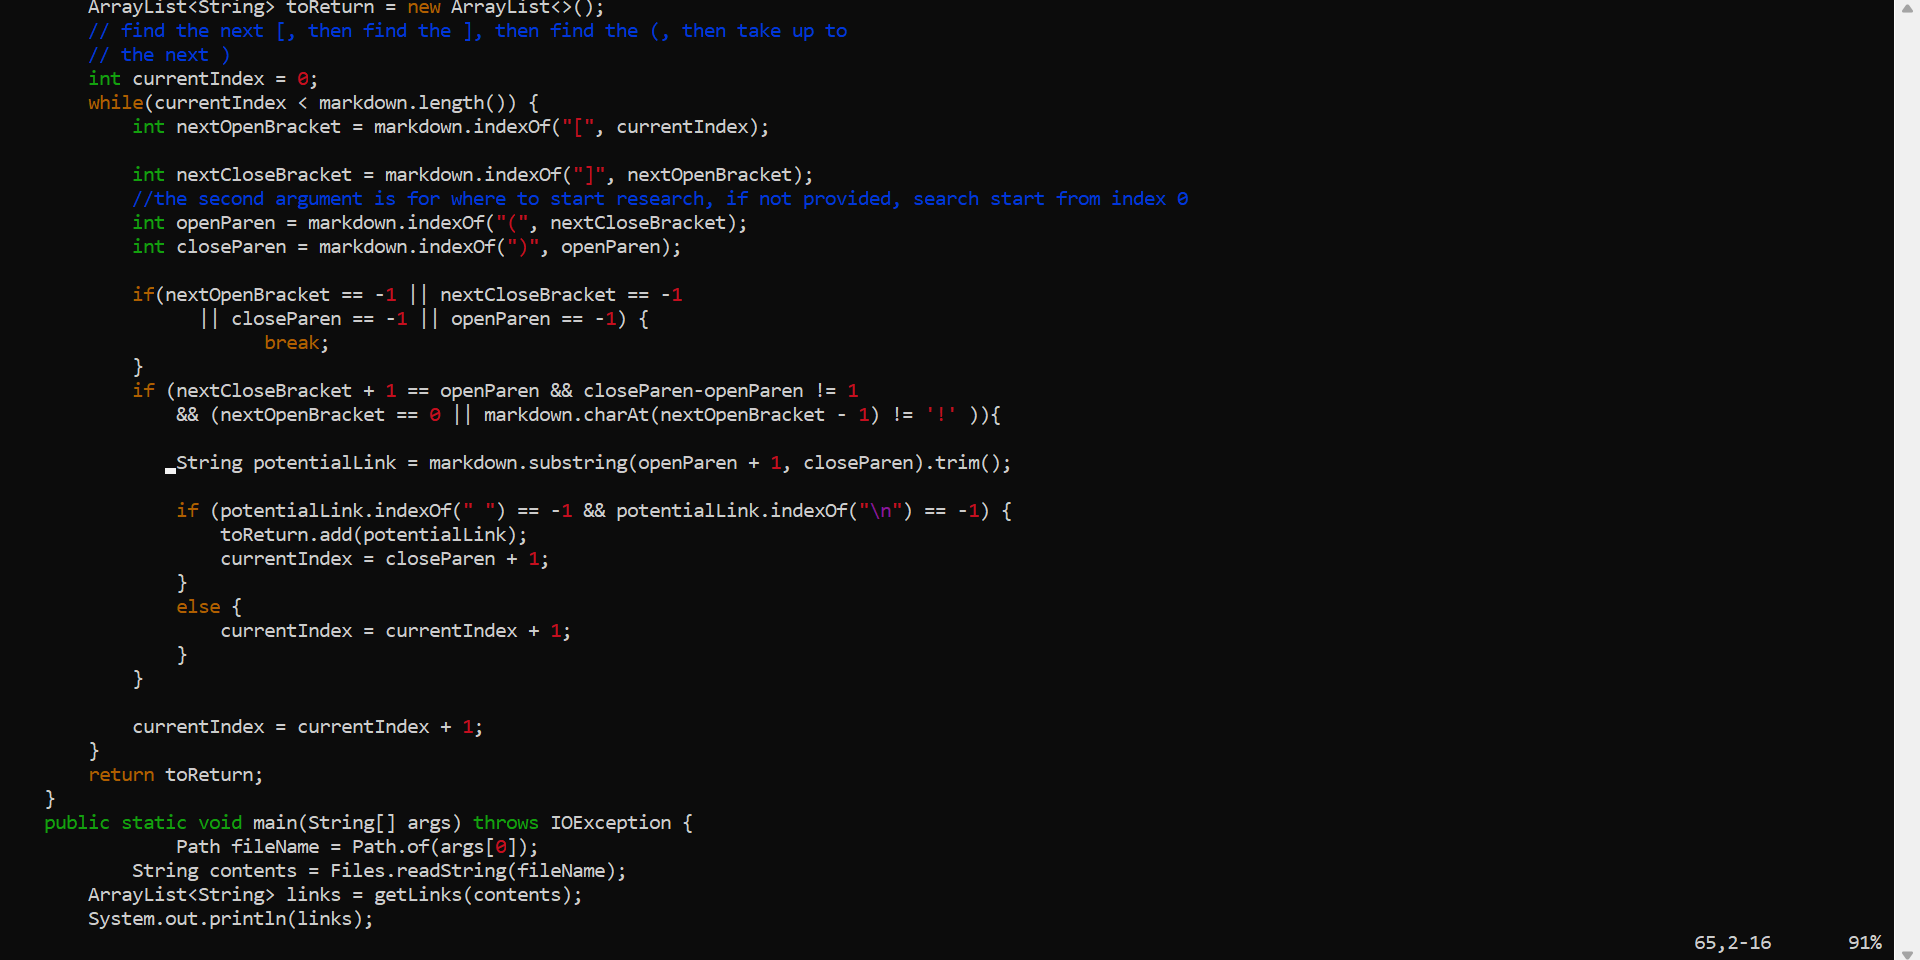 ArrayList<String> toReturn = new ArrayList<>();
// find the next [, then find the ], then find the (, then take up to
// the next )
int currentIndex = 0;
while(currentIndex < markdown.length()) {
int nextOpenBracket = markdown.indexOf("[", currentIndex);
int nextCloseBracket = markdown.indexOf("]", nextOpenBracket);
//the second argument is for where to start research, if not provided, search start from index 0
int openParen = markdown.indexOf("(", nextCloseBracket);
int closeParen = markdown.indexOf(")", openParen);
if(nextOpenBracket == -1 || nextCloseBracket == -1
|| closeParen == -1 || openParen == -1) {
break;
}
if (nextCloseBracket + 1 == openParen && closeParen-openParen != 1
&& (nextOpenBracket == 0 || markdown.charAt(nextOpenBracket - 1) != '!' )){
String potentialLink = markdown.substring(openParen + 1, closeParen).trim();
if (potentialLink.indexOf(" ") == -1 && potentialLink.indexOf("\n") == -1) {
toReturn.add(potentialLink);
currentIndex = closeParen + 1;
}
else {
currentIndex = currentIndex + 1;
}
}
currentIndex = currentIndex + 1;
}
return toReturn;
}
public static void main(String[] args) throws IOException {
Path fileName = Path.of(args[0]);
String contents = Files.readString(fileName);
ArrayList<String> links = getLinks(contents);
System.out.println(links);
65,2-16 91%